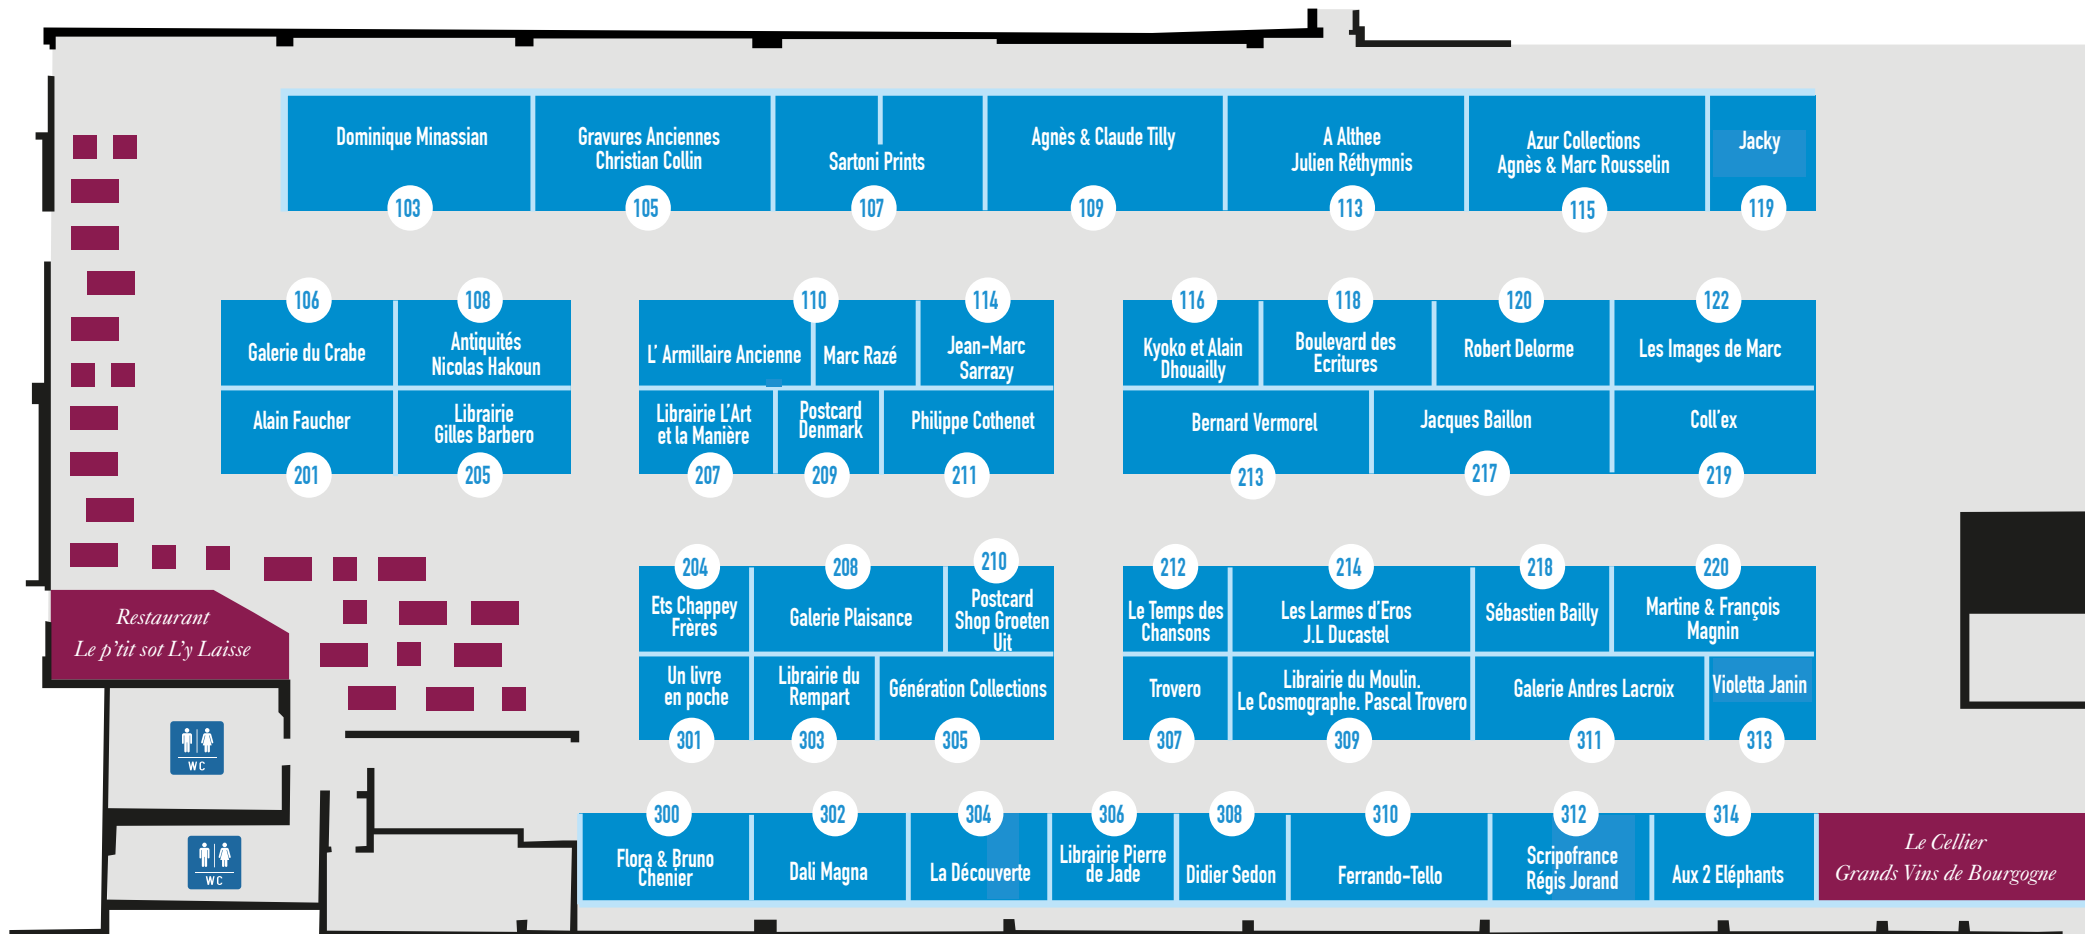 Dominique Minassian
103
Gravures Anciennes
Christian Collin
105
Sartoni Prints
107
Agnès & Claude Tilly
109
A Althee
Julien Réthymnis
113
Azur Collections
Agnès & Marc Rousselin
115
Jacky
119
106
Galerie du Crabe
108
Antiquités
Nicolas Hakoun
110
L' Armillaire Ancienne
Marc Razé
114
Jean-Marc
Sarrazy
116
Kyoko et Alain
Dhouailly
118
Boulevard des
Ecritures
120
Robert Delorme
122
Les Images de Marc
Alain Faucher
201
Librairie
Gilles Barbero
205
Librairie L'Art
et la Manière
207
Postcard
Denmark
209
Philippe Cothenet
211
Bernard Vermorel
213
Jacques Baillon
217
Coll'ex
219
204
Ets Chappey
Frères
208
Galerie Plaisance
210
Postcard
Shop Groeten
Uit
212
Le Temps des
Chansons
214
Les Larmes d'Eros
J.L Ducastel
218
Sébastien Bailly
220
Martine & François
Magnin
Restaurant
Le p'tit sot L'y Laisse
Un livre
en poche
301
Librairie du
Rempart
303
Génération Collections
305
Trovero
307
Librairie du Moulin.
Le Cosmographe. Pascal Trovero
309
Galerie Andres Lacroix
311
Violetta Janin
313
WC
WC
300
Flora & Bruno
Chenier
302
Dali Magna
304
La Découverte
306
Librairie Pierre
de Jade
308
Didier Sedon
310
Ferrando-Tello
312
Scripofrance
Régis Jorand
314
Aux 2 Eléphants
Le Cellier
Grands Vins de Bourgogne